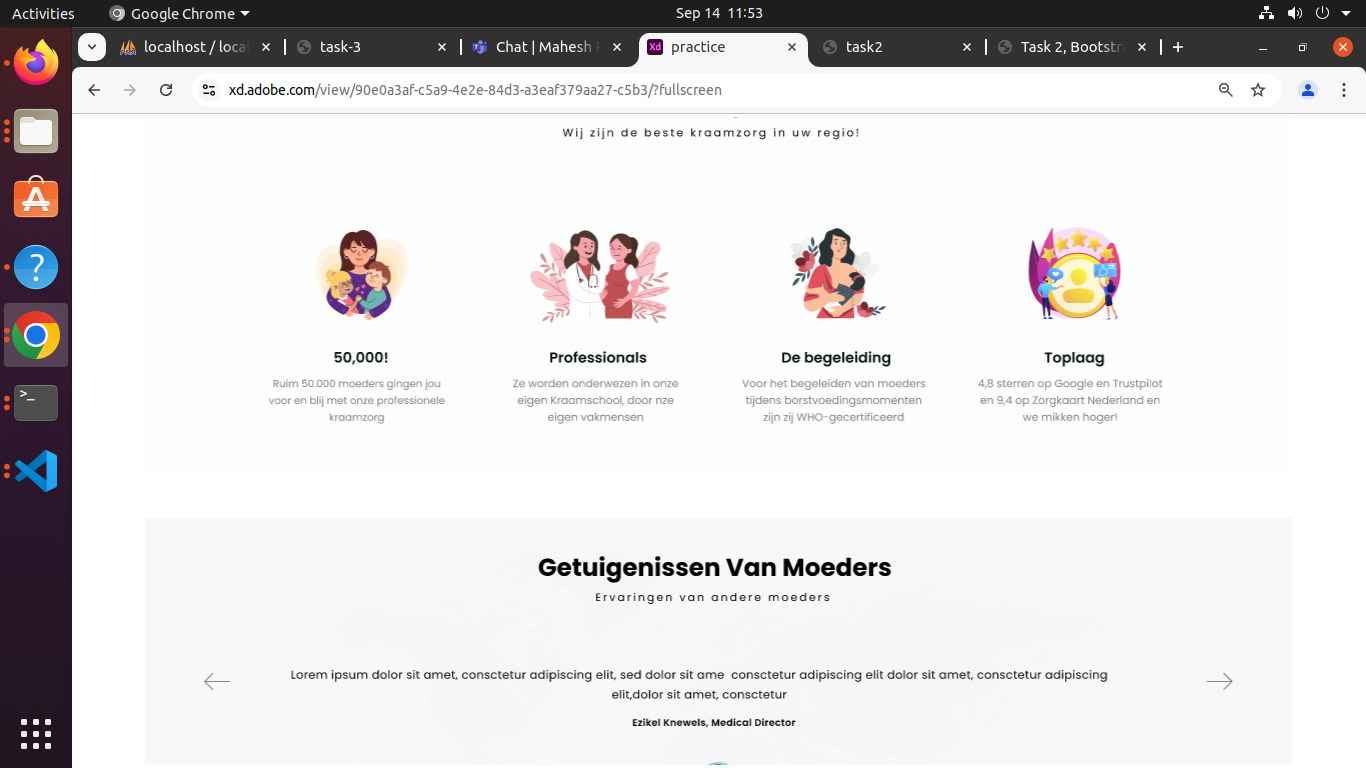 Activities
Google Chrome
Sep 14 11:53
localhost / loca
task-3
Chat | Mahesh
Xd
practice
task2
Task 2, Bootstr
xd.adobe.com/view/90e0a3af-c5a9-4e2e-84d3-a3eaf379aa27-c5b3/?fullscreen
Wij zijn de beste kraamzorg in uw regio!
50,000!
Ruim 50.000 moeders gingen jou
voor en blij met onze professionele
kraamzorg
Professionals
Ze worden onderwezen in onze
eigen Kraamschool, door nze
eigen vakmensen
De begeleiding
Voor het begeleiden van moeders
tijdens borstvoedingsmomenten
zijn zij WHO-gecertificeerd
Toplaag
4,8 sterren op Google en Trustpilot
en 9,4 op Zorgkaart Nederland en
we mikken hoger!
Getuigenissen Van Moeders
Ervaringen van andere moeders
Lorem ipsum dolor sit amet, consctetur adipiscing elit, sed dolor sit ame consctetur adipiscing elit dolor sit amet, consctetur adipiscing
elit,dolor sit amet, consctetur
Ezikel Knewels, Medical Director